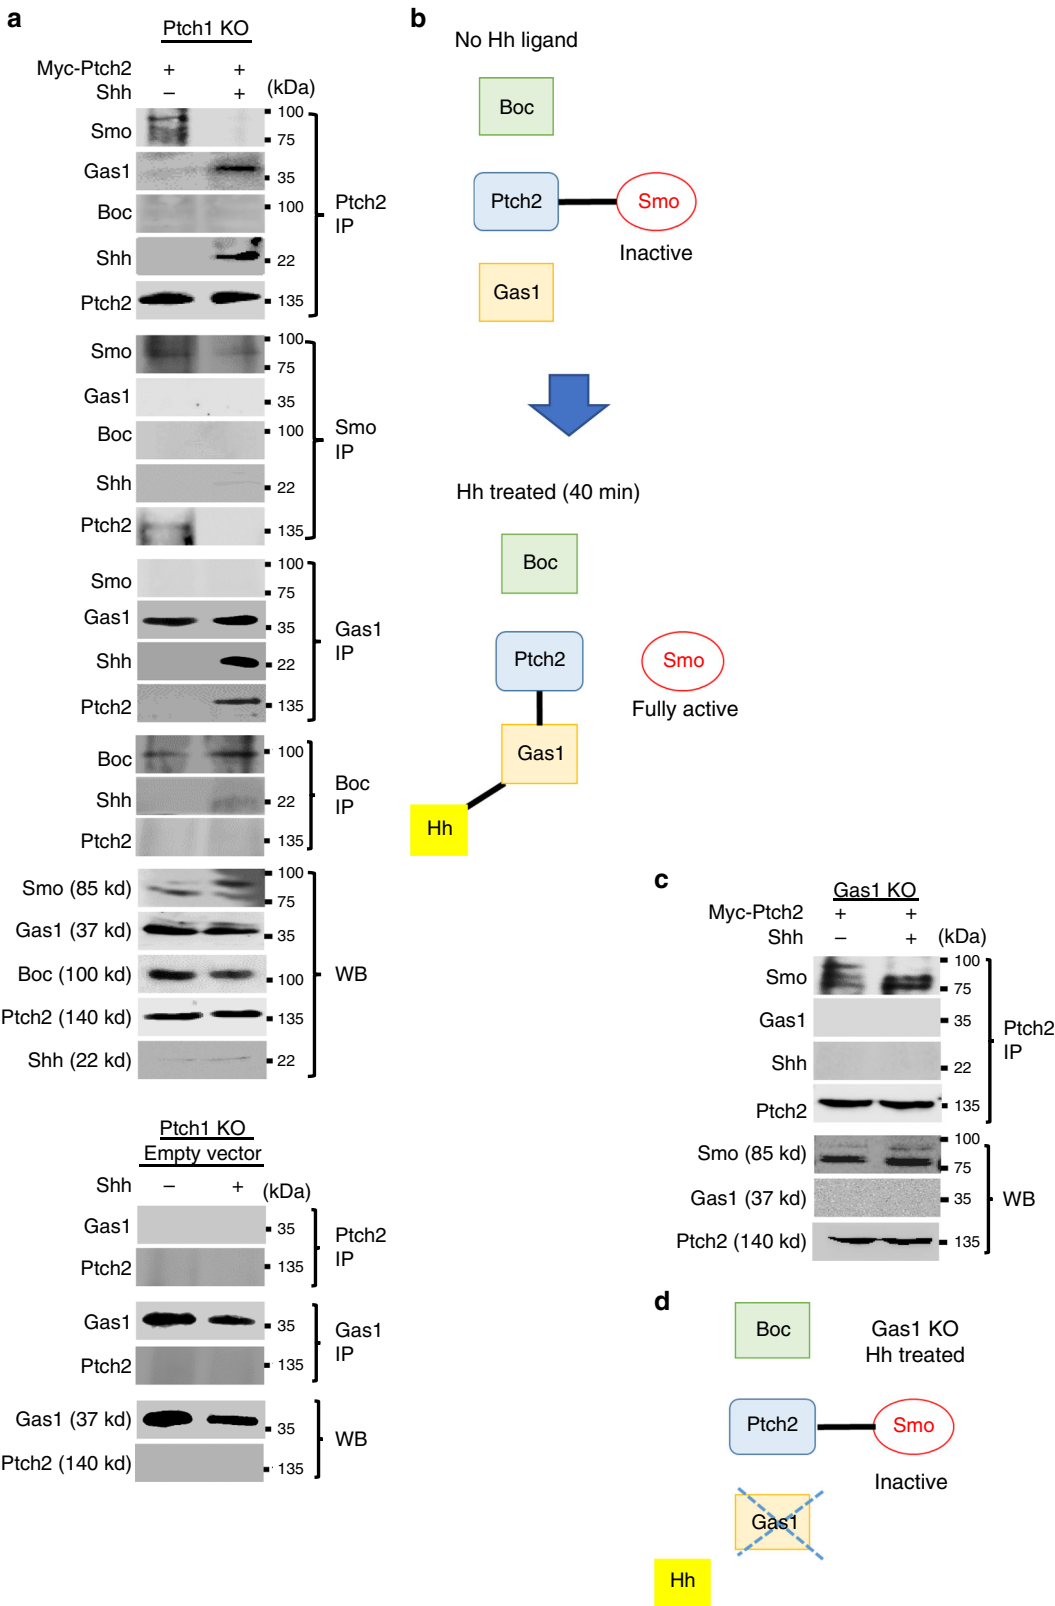 a
Ptch1 KO
Myc-Ptch2 + +
Shh – + (kDa)
Smo 100 75
Gas1 35
Boc 100
Shh 22
Ptch2 135
Ptch2 IP
Smo 100 75
Gas1 35
Boc 100
Shh 22
Ptch2 135
Smo IP
Smo 100 75
Gas1 35
Shh 22
Ptch2 135
Gas1 IP
Boc 100
Shh 22
Ptch2 135
Boc IP
Smo (85 kd) 100 75
Gas1 (37 kd) 35
Boc (100 kd) 100
Ptch2 (140 kd) 135
Shh (22 kd) 22
WB
Ptch1 KO
Empty vector
Shh – + (kDa)
Gas1 35
Ptch2 135
Ptch2 IP
Gas1 35
Ptch2 135
Gas1 IP
Gas1 (37 kd) 35
Ptch2 (140 kd) 135
WB
b
No Hh ligand
Boc
Ptch2 Smo
Inactive
Gas1
Hh treated (40 min)
Boc
Ptch2 Smo
Fully active
Gas1
Hh
c
Gas1 KO
Myc-Ptch2 + +
Shh – + (kDa)
Smo 100 75
Gas1 35
Shh 22
Ptch2 135
Ptch2 IP
Smo (85 kd) 100 75
Gas1 (37 kd) 35
Ptch2 (140 kd) 135
WB
d
Boc
Gas1 KO
Hh treated
Ptch2 Smo
Inactive
Gas1
Hh